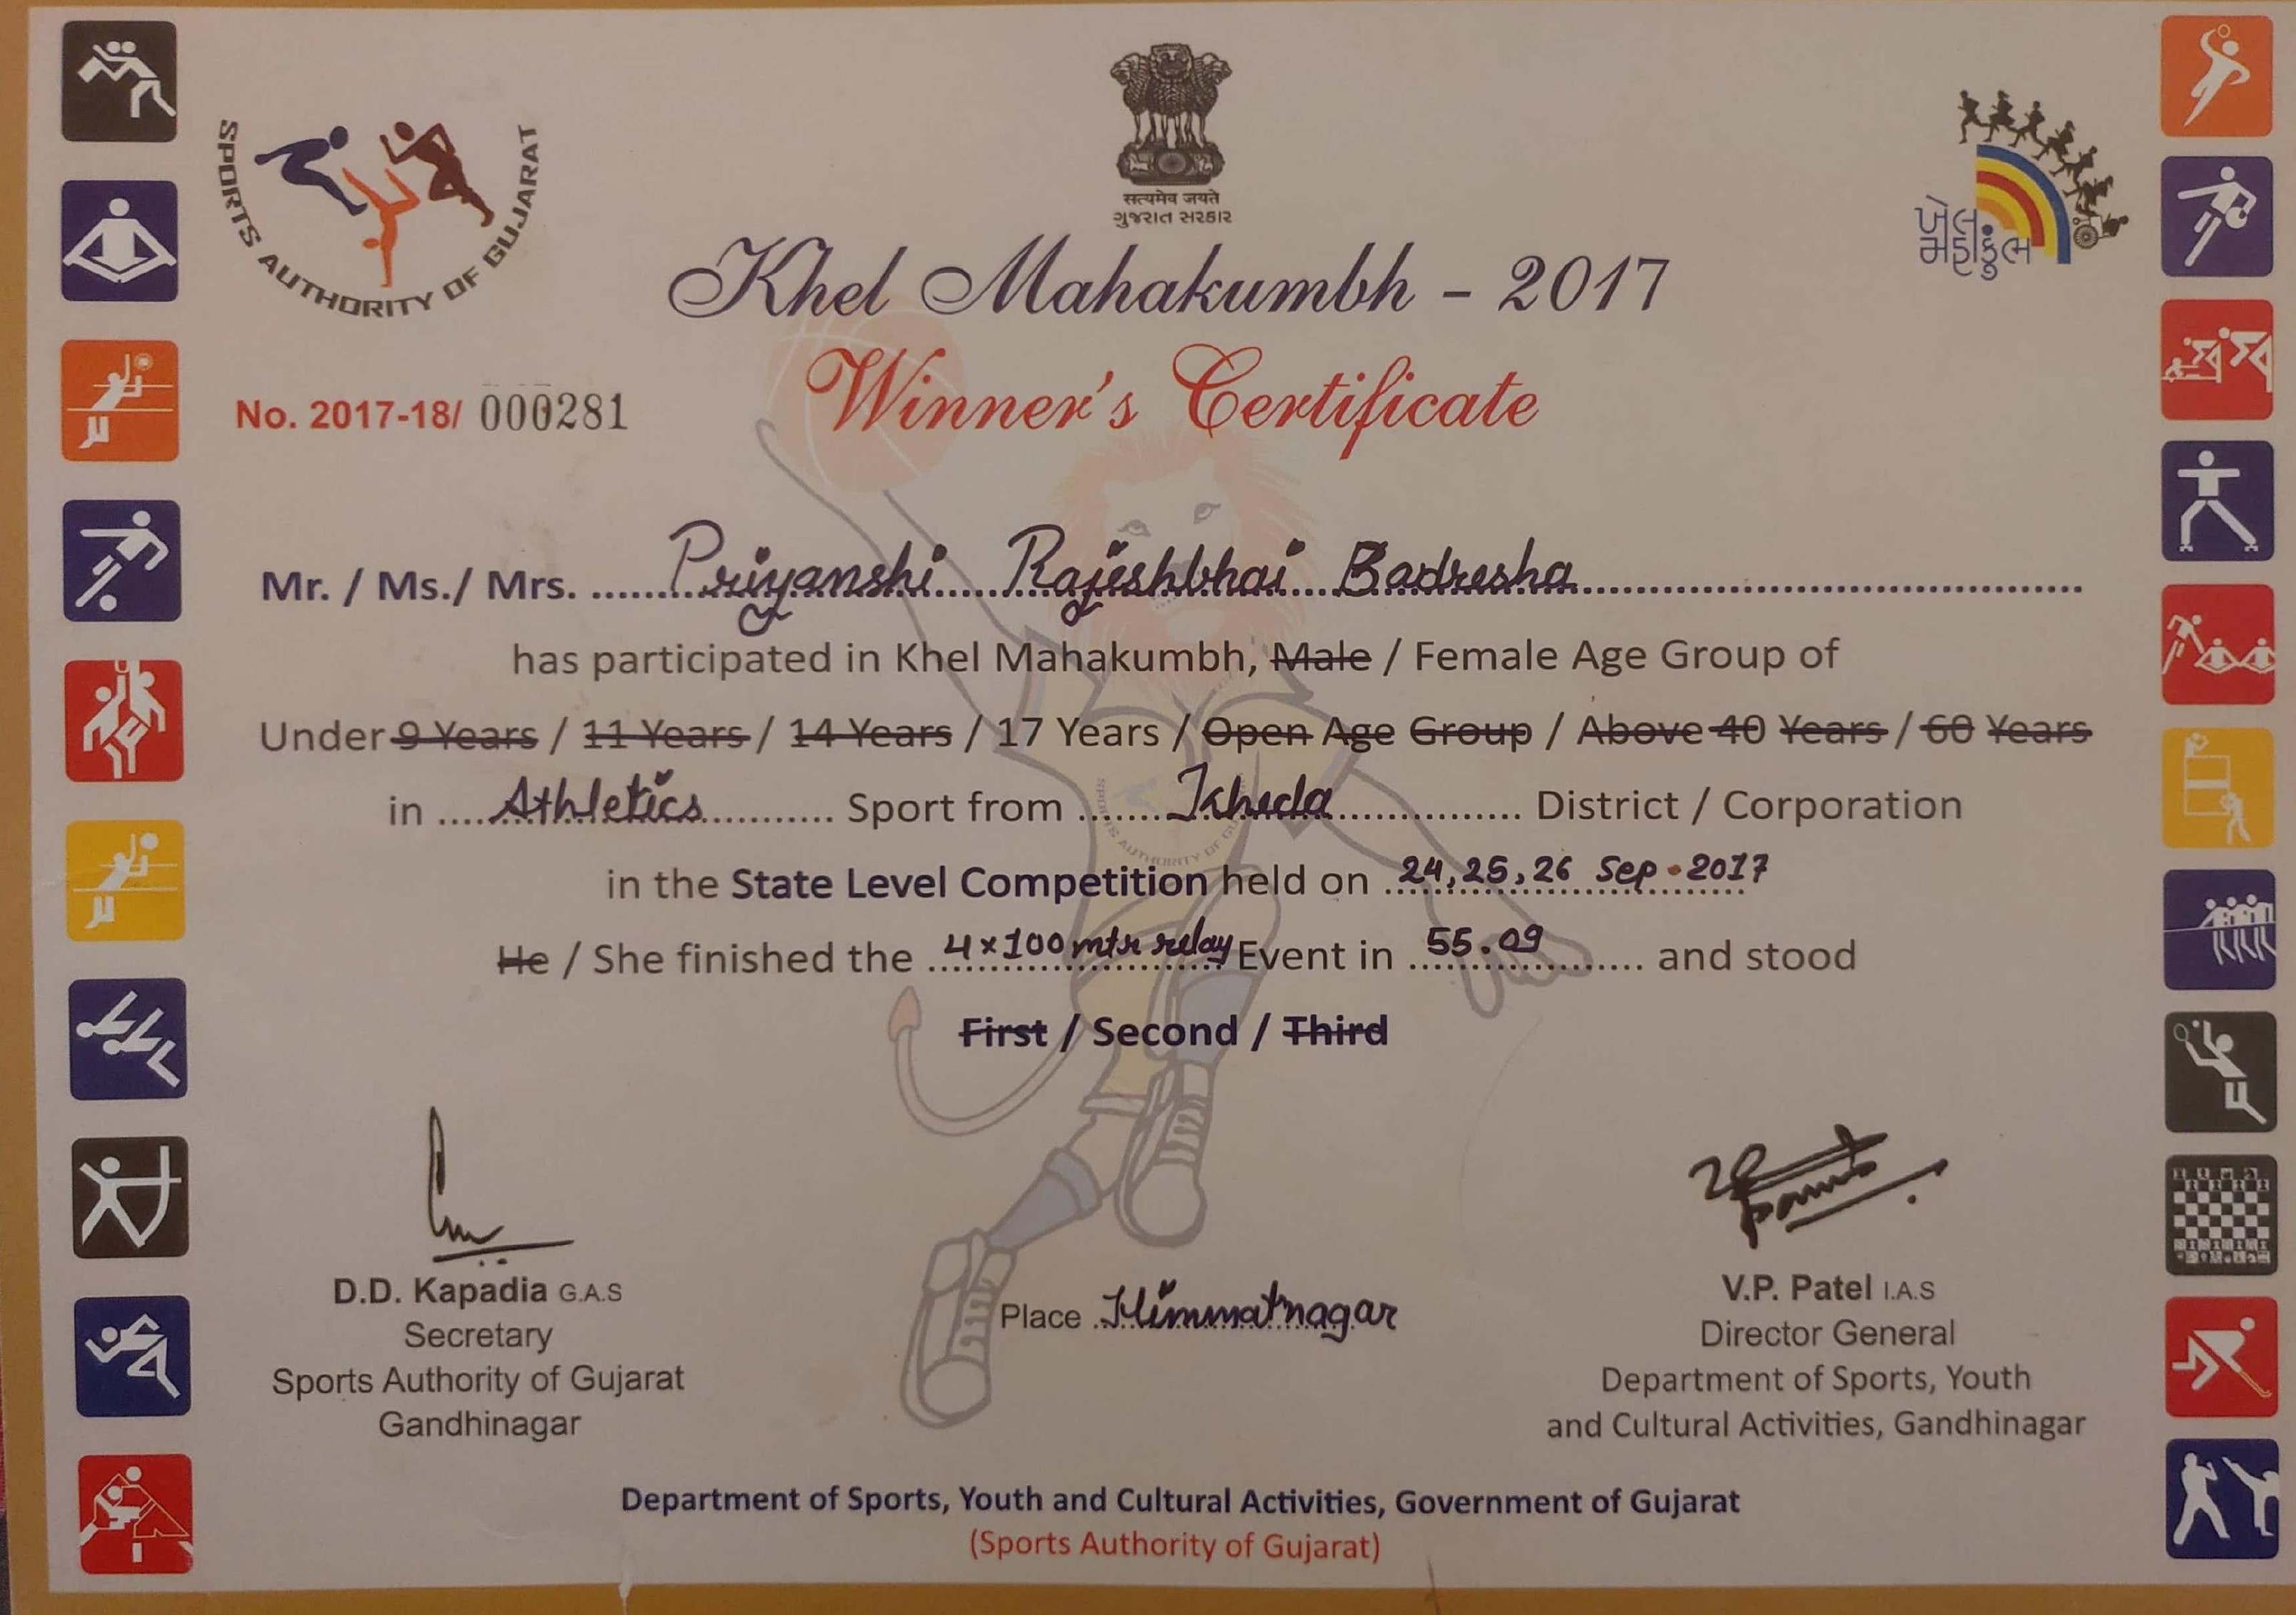 SPORTS AUTHORITY OF GUJARAT
सत्यमेव जयते
ગુજરાત સરકાર
ખેલ
મહાકુંભ
Khel Mahakumbh - 2017
Winner's Certificate
No. 2017-18/ 000281
Mr. / Ms./ Mrs. Priyanshi Rajeshbhai Badresha
has participated in Khel Mahakumbh, Male / Female Age Group of
Under 9 Years / 11 Years / 14 Years / 17 Years / Open Age Group / Above 40 Years / 60 Years
in Athletics Sport from Kheda District / Corporation
in the State Level Competition held on 24,25,26 Sep.2017
He / She finished the 4x100 mtr relay Event in 55.09 and stood
First / Second / Third
D.D. Kapadia G.A.S
Secretary
Sports Authority of Gujarat
Gandhinagar
Place Himmatnagar
V.P. Patel I.A.S
Director General
Department of Sports, Youth
and Cultural Activities, Gandhinagar
Department of Sports, Youth and Cultural Activities, Government of Gujarat
(Sports Authority of Gujarat)